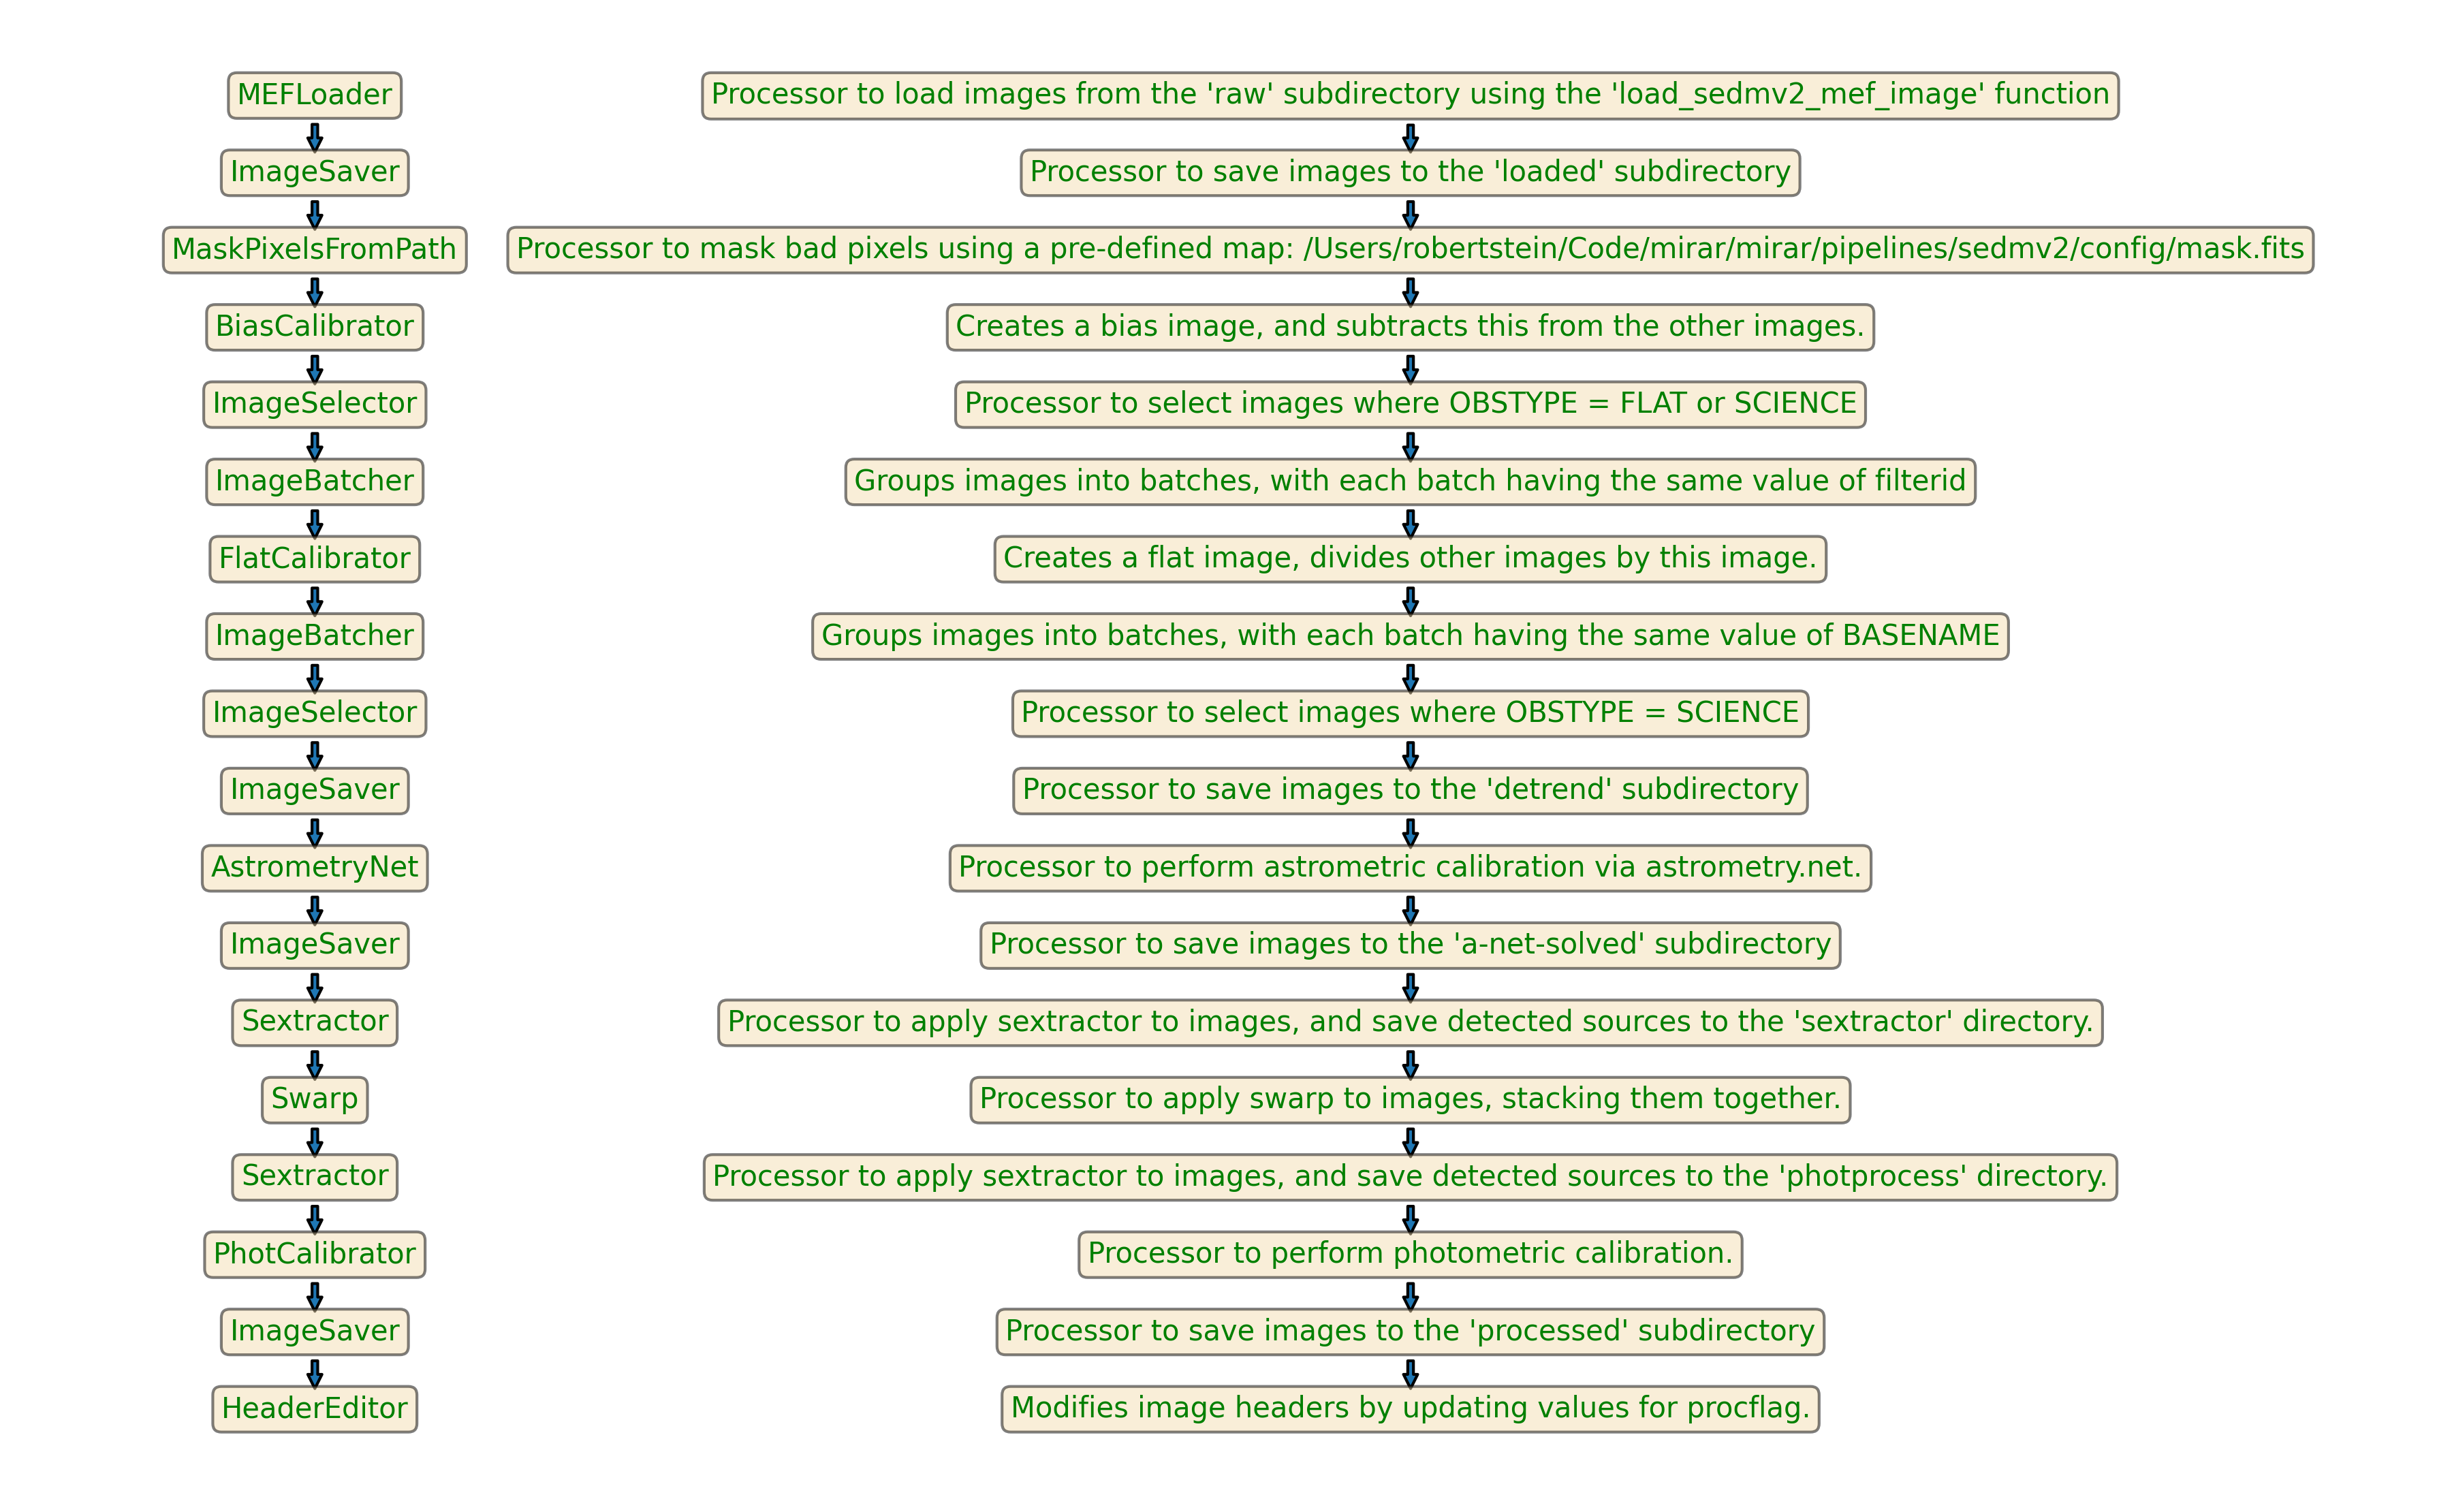 MEFLoader
Processor to load images from the 'raw' subdirectory using the 'load_sedmv2_mef_image' function
ImageSaver
Processor to save images to the 'loaded' subdirectory
MaskPixelsFromPath
Processor to mask bad pixels using a pre-defined map: /Users/robertstein/Code/mirar/mirar/pipelines/sedmv2/config/mask.fits
BiasCalibrator
Creates a bias image, and subtracts this from the other images.
ImageSelector
Processor to select images where OBSTYPE = FLAT or SCIENCE
ImageBatcher
Groups images into batches, with each batch having the same value of filterid
FlatCalibrator
Creates a flat image, divides other images by this image.
ImageBatcher
Groups images into batches, with each batch having the same value of BASENAME
ImageSelector
Processor to select images where OBSTYPE = SCIENCE
ImageSaver
Processor to save images to the 'detrend' subdirectory
AstrometryNet
Processor to perform astrometric calibration via astrometry.net.
ImageSaver
Processor to save images to the 'a-net-solved' subdirectory
Sextractor
Processor to apply sextractor to images, and save detected sources to the 'sextractor' directory.
Swarp
Processor to apply swarp to images, stacking them together.
Sextractor
Processor to apply sextractor to images, and save detected sources to the 'photprocess' directory.
PhotCalibrator
Processor to perform photometric calibration.
ImageSaver
Processor to save images to the 'processed' subdirectory
HeaderEditor
Modifies image headers by updating values for procflag.